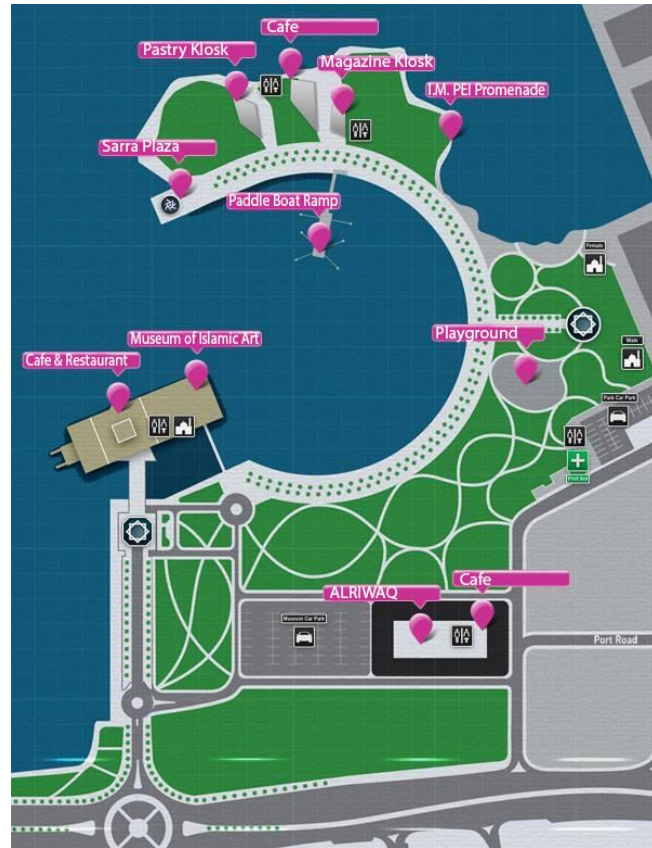 Cafe
Pastry Klosk
Magazine Klosk
I.M. PEI Promenade
Sarra Plaza
Paddle Boat Ramp
Female
Museum of Islamic Art
Playground
Male
Cafe & Restaurant
Park Car Park
First Aid
Cafe
ALRIWAQ
Museum Car Park
Port Road